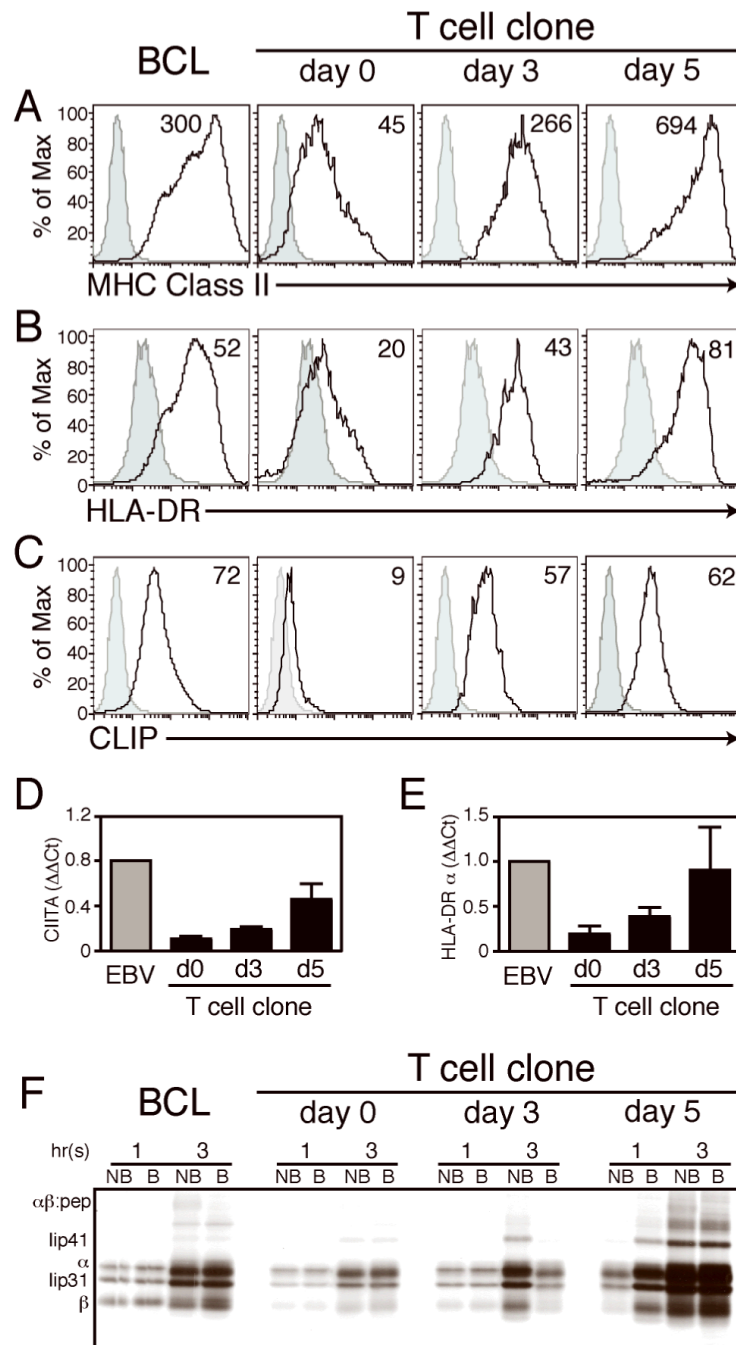 T cell clone
BCL day 0 day 3 day 5
A
300 45 266 694
% of Max
100
80
60
40
20
MHC Class II
B
52 20 43 81
% of Max
100
80
60
40
20
0
HLA-DR
C
72 9 57 62
% of Max
100
80
60
40
20
0
CLIP
D
CIITA (ΔΔCt)
1.2
0.8
0.4
0
EBV d0 d3 d5
T cell clone
E
HLA-DR α (ΔΔCt)
1.5
1.0
0.5
0
EBV d0 d3 d5
T cell clone
F
T cell clone
BCL day 0 day 3 day 5
hr(s) 1 3 1 3 1 3 1 3
NB B NB B NB B NB B NB B NB B NB B NB B
αβ:pep
Iip41
α
Iip31
β